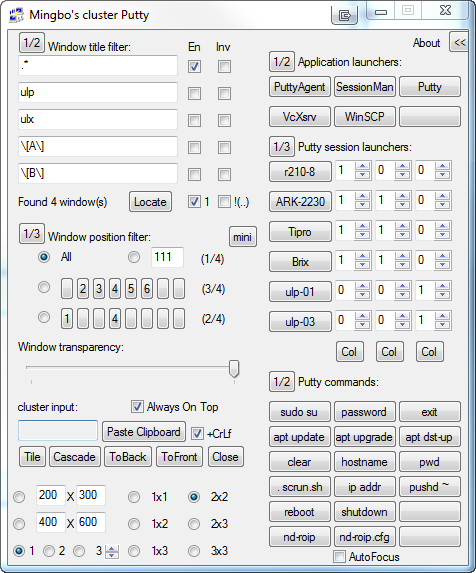 Mingbo's cluster Putty
About <<
1/2 Window title filter: En Inv
.*
ulp
ulx
\[A\]
\[B\]
Found 4 window(s) Locate 1 !(..)
1/3 Window position filter: mini
All 111 (1/4)
2 3 4 5 6 (3/4)
1 4 (2/4)
Window transparency:
cluster input: Always On Top
Paste Clipboard +CrLf
Tile Cascade ToBack ToFront Close
200 X 300 1x1 2x2
400 X 600 1x2 2x3
1 2 3 1x3 3x3
1/2 Application launchers:
PuttyAgent SessionMan Putty
VcXsrv WinSCP
1/3 Putty session launchers:
r210-8 1 0 0
ARK-2230 1 1 0
Tipro 1 1 0
Brix 1 1 0
ulp-01 0 0 1
ulp-03 0 0 1
Col Col Col
1/2 Putty commands:
sudo su password exit
apt update apt upgrade apt dst-up
clear hostname pwd
. scrun.sh ip addr pushd ~
reboot shutdown
nd-roip nd-roip.cfg
AutoFocus